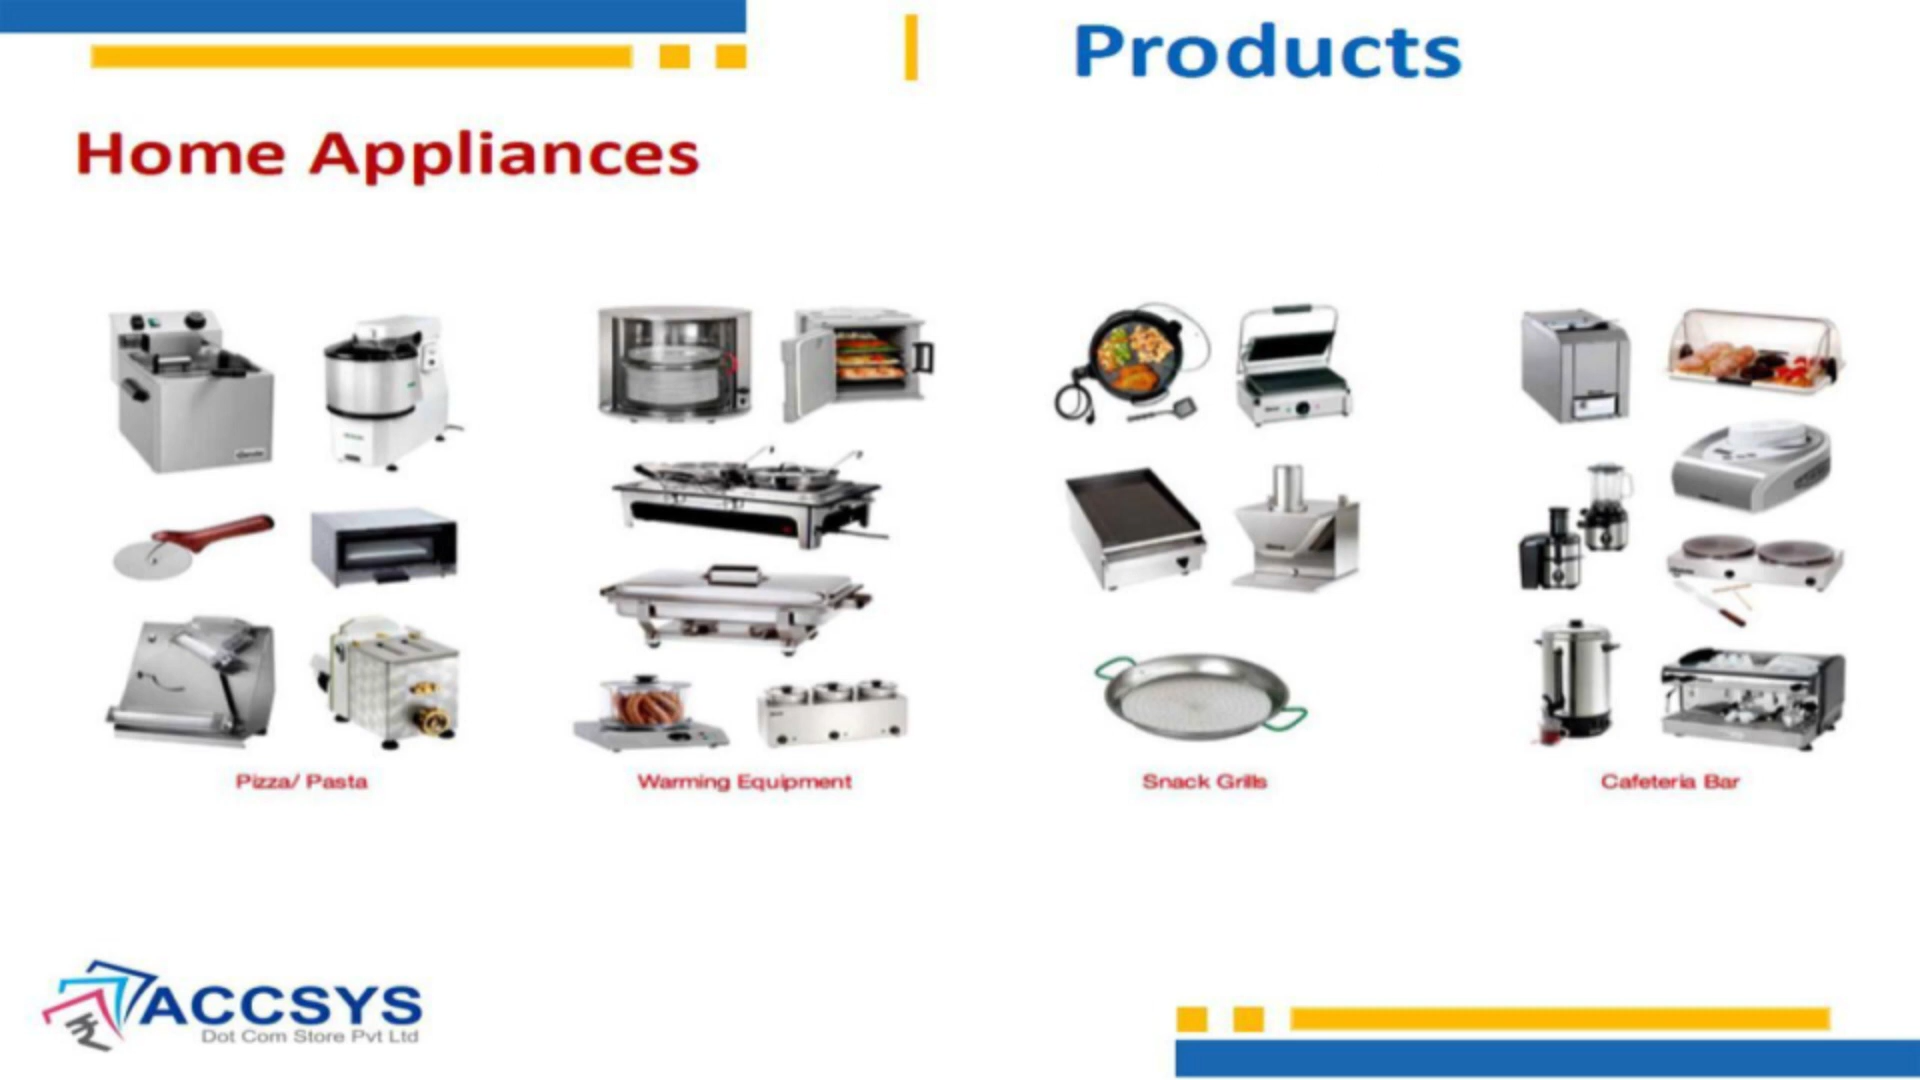 Products
Home Appliances
Pizza/ Pasta
Warming Equipment
Snack Grills
Cafeteria Bar
ACCSYS
Dot Com Store Pvt Ltd